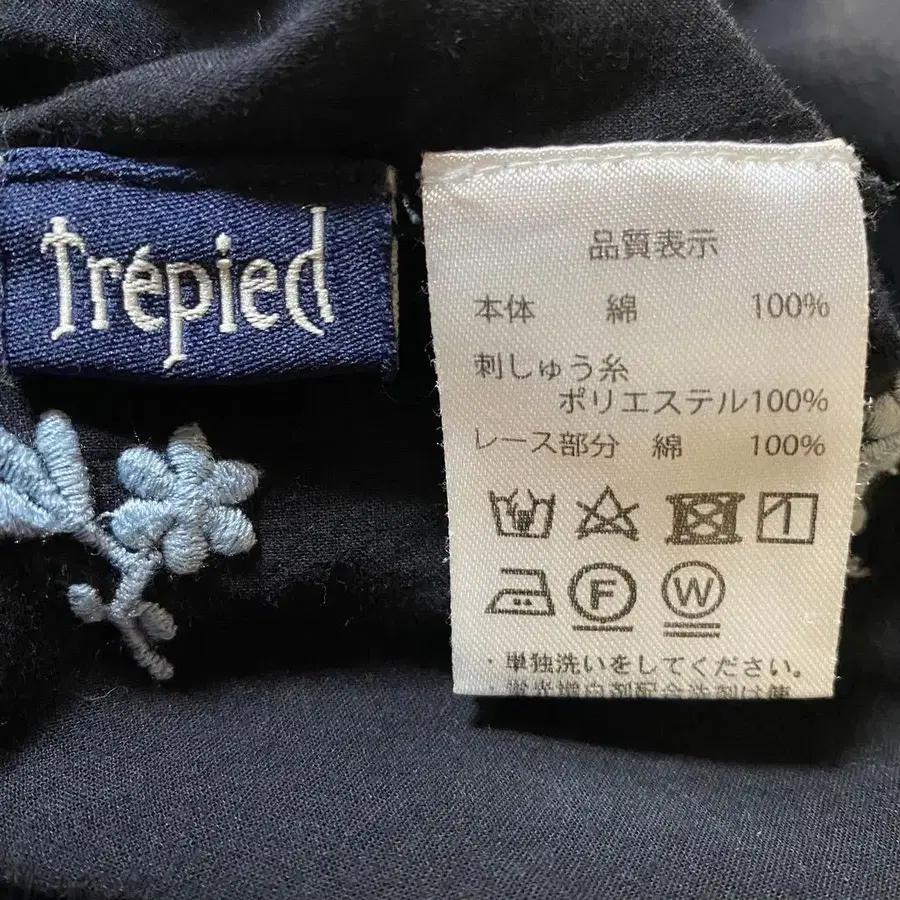 Trépied
品質表示
本体 綿 100%
刺しゅう糸
ポリエステル100%
レース部分 綿 100%
F
W
・単独洗いをしてください。